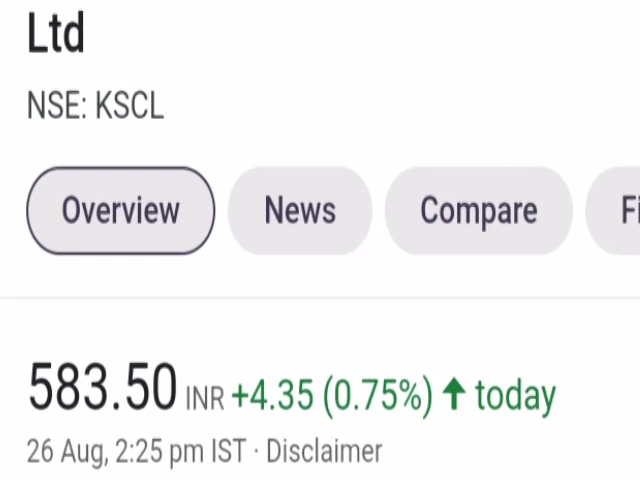 Ltd
NSE: KSCL
Overview News Compare
583.50 INR +4.35 (0.75%) ↑ today
26 Aug, 2:25 pm IST · Disclaimer